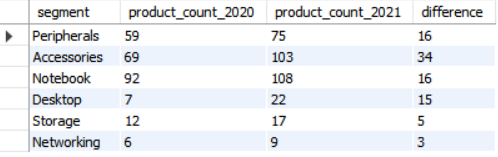 segment product_count_2020 product_count_2021 difference
Peripherals 59 75 16
Accessories 69 103 34
Notebook 92 108 16
Desktop 7 22 15
Storage 12 17 5
Networking 6 9 3